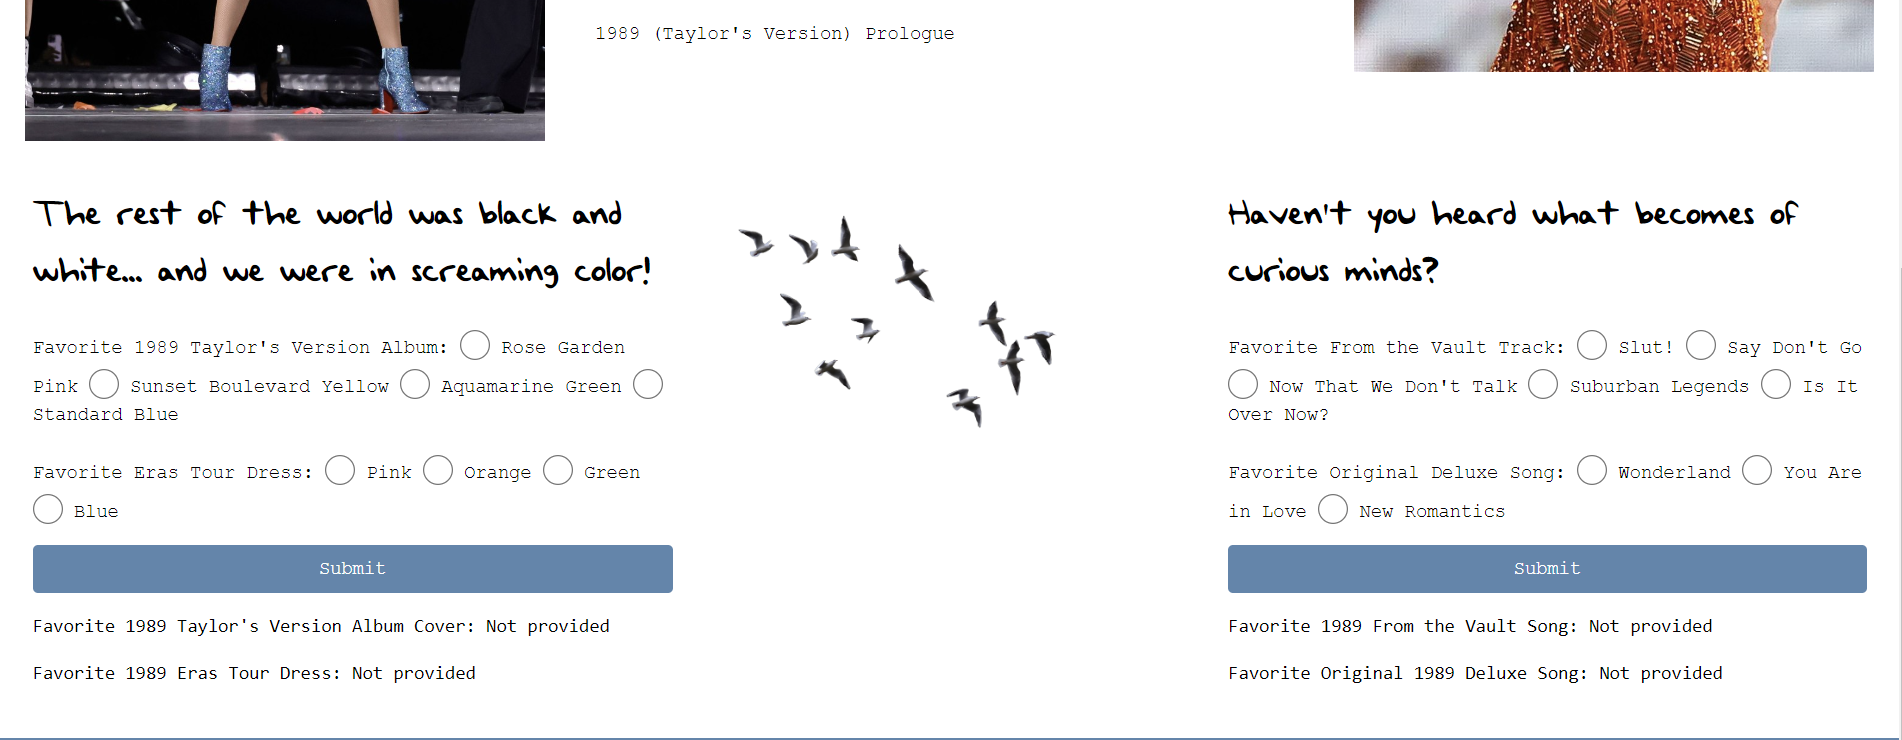 1989 (Taylor's Version) Prologue
The rest of the world was black and
white... and we were in screaming color!
Favorite 1989 Taylor's Version Album: Rose Garden
Pink Sunset Boulevard Yellow Aquamarine Green
Standard Blue
Favorite Eras Tour Dress: Pink Orange Green
Blue
Submit
Favorite 1989 Taylor's Version Album Cover: Not provided
Favorite 1989 Eras Tour Dress: Not provided
Haven't you heard what becomes of
curious minds?
Favorite From the Vault Track: Slut! Say Don't Go
Now That We Don't Talk Suburban Legends Is It
Over Now?
Favorite Original Deluxe Song: Wonderland You Are
in Love New Romantics
Submit
Favorite 1989 From the Vault Song: Not provided
Favorite Original 1989 Deluxe Song: Not provided